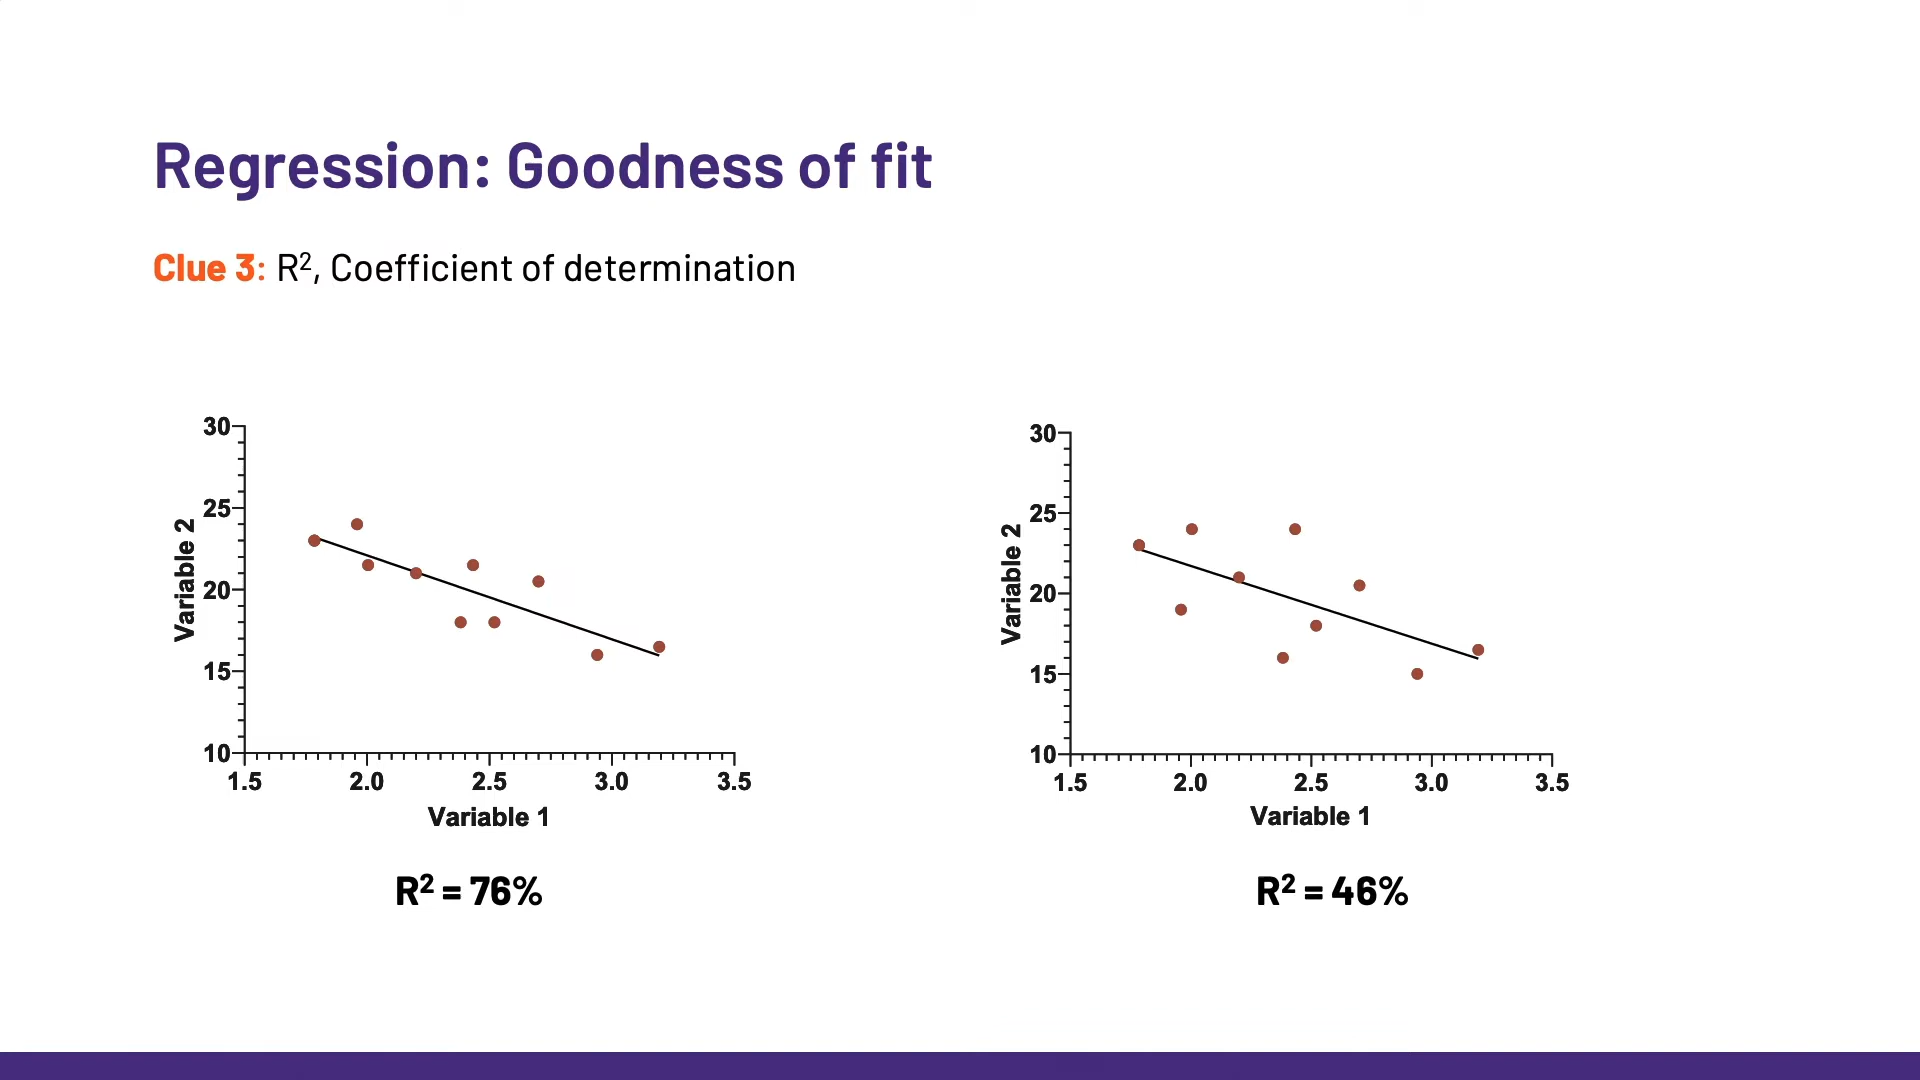 Regression: Goodness of fit
Clue 3: R², Coefficient of determination
30
25
20
15
10
Variable 2
1.5 2.0 2.5 3.0 3.5
Variable 1
R² = 76%
30
25
20
15
10
Variable 2
1.5 2.0 2.5 3.0 3.5
Variable 1
R² = 46%